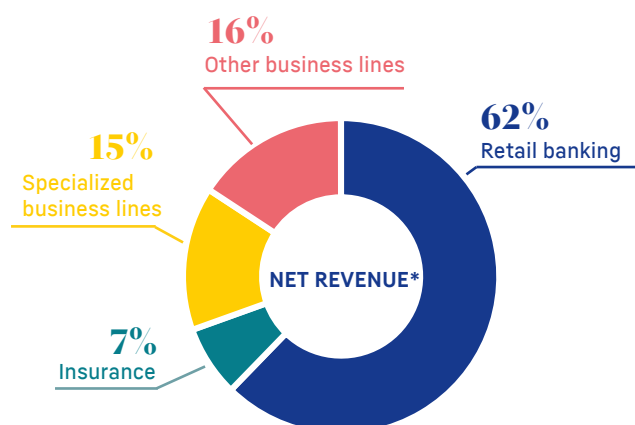 16%
Other business lines
62%
Retail banking
15%
Specialized
business lines
NET REVENUE*
7%
Insurance